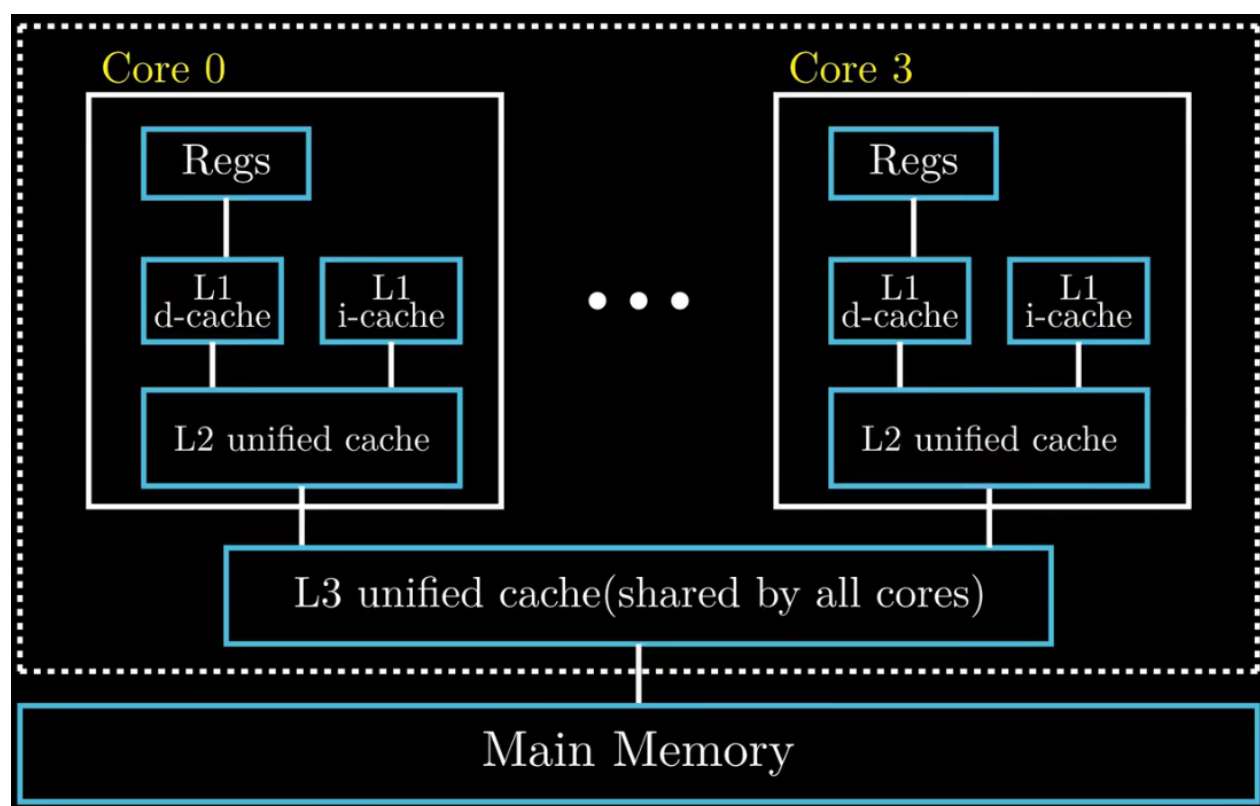 Core 0
Core 3
Regs
Regs
L1
d-cache
L1
i-cache
L1
d-cache
L1
i-cache
L2 unified cache
L2 unified cache
L3 unified cache(shared by all cores)
Main Memory